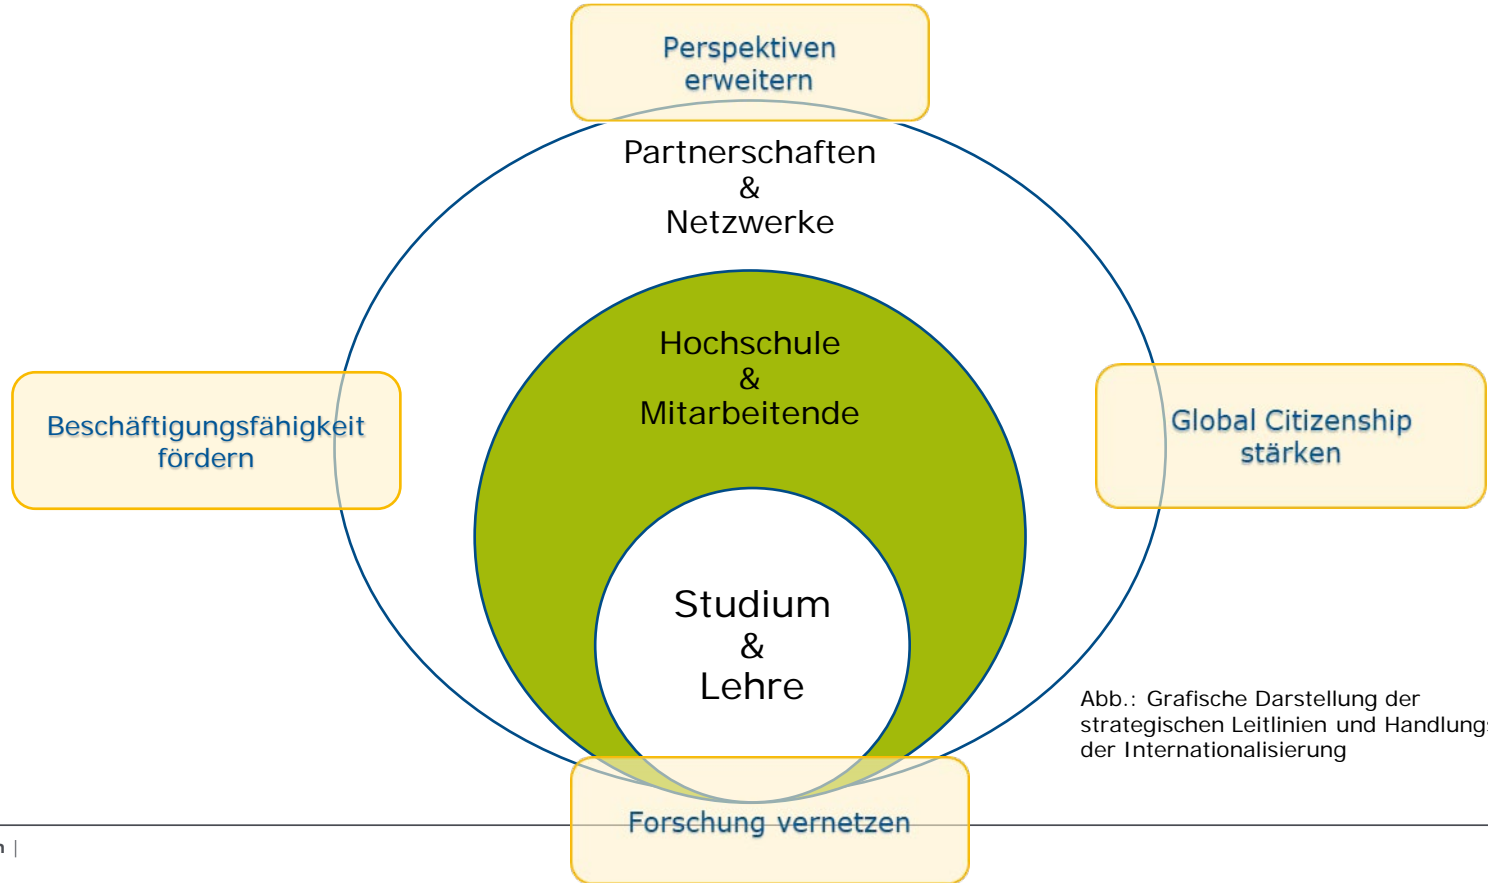 Perspektiven
erweitern
Partnerschaften
&
Netzwerke
Hochschule
&
Mitarbeitende
Beschäftigungsfähigkeit
fördern
Global Citizenship
stärken
Studium
&
Lehre
Abb.: Grafische Darstellung der
strategischen Leitlinien und
der Internationalisierung
Forschung vernetzen